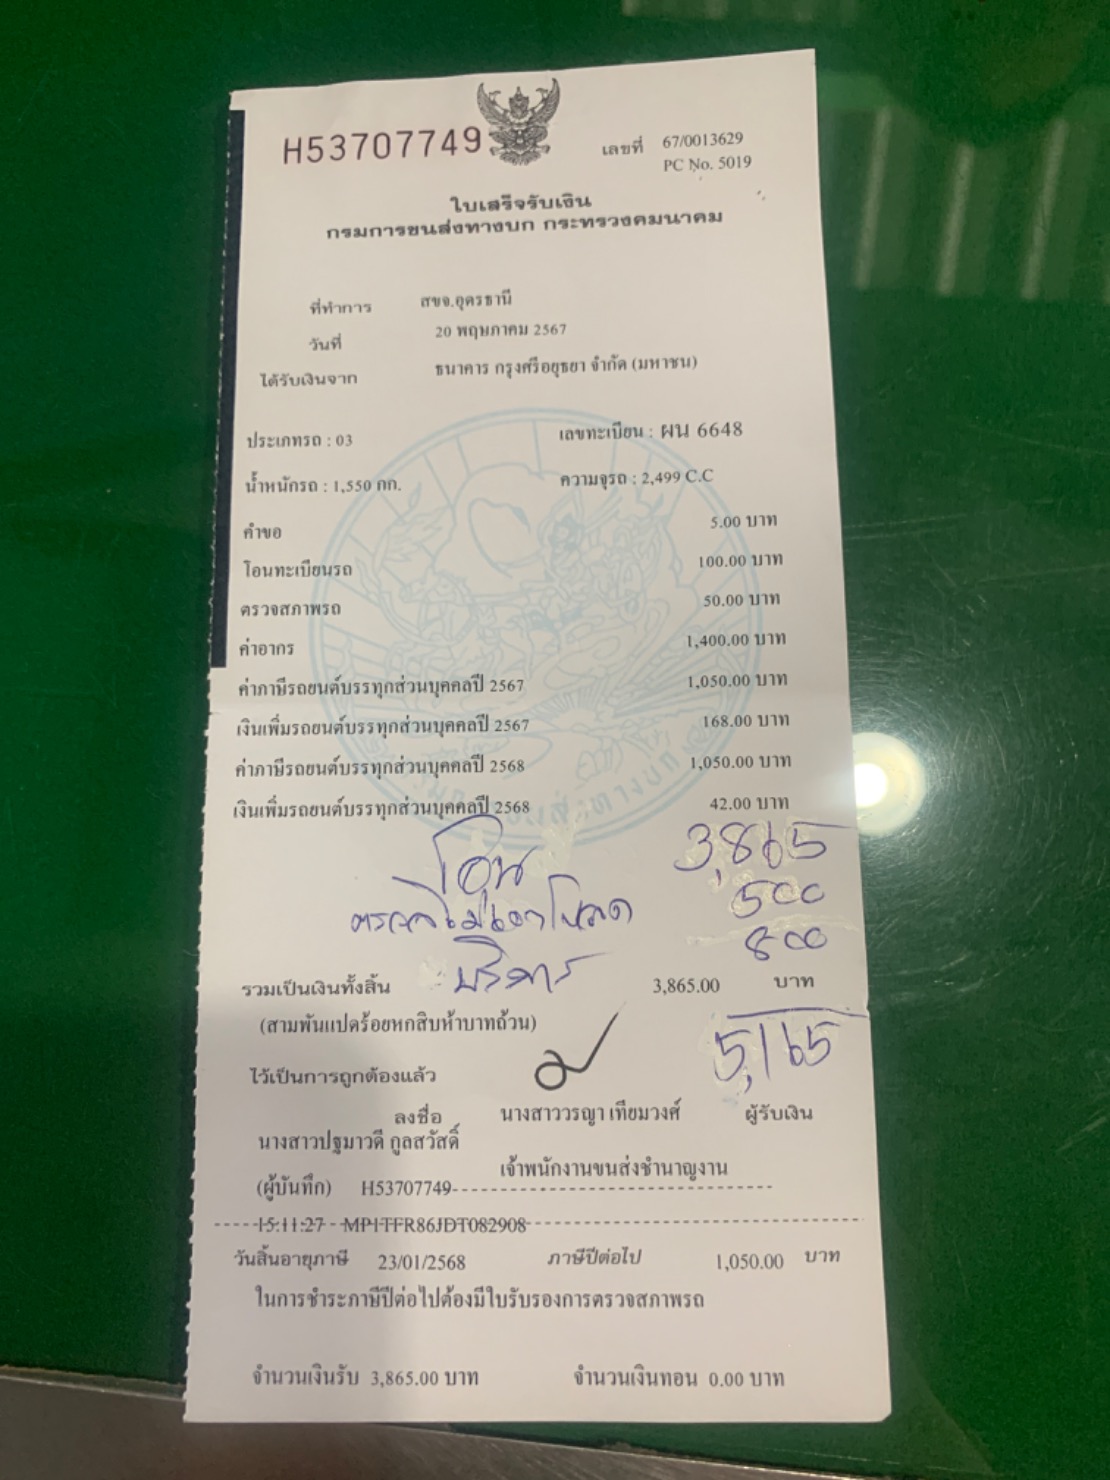 H53707749
เลขที่ 67/0013629
PC No. 5019
ใบเสร็จรับเงิน
กรมการขนส่งทางบก กระทรวงคมนาคม
ที่ทำการ สขจ.อุดรธานี
วันที่ 20 พฤษภาคม 2567
ได้รับเงินจาก ธนาคาร กรุงศรีอยุธยา จำกัด (มหาชน)
ประเภทรถ : 03 เลขทะเบียน : ผน 6648
น้ำหนักรถ : 1,550 กก. ความจุรถ : 2,499 C.C
คำขอ 5.00 บาท
โอนทะเบียนรถ 100.00 บาท
ตรวจสภาพรถ 50.00 บาท
ค่าอากร 1,400.00 บาท
ค่าภาษีรถยนต์บรรทุกส่วนบุคคลปี 2567 1,050.00 บาท
เงินเพิ่มรถยนต์บรรทุกส่วนบุคคลปี 2567 168.00 บาท
ค่าภาษีรถยนต์บรรทุกส่วนบุคคลปี 2568 1,050.00 บาท
เงินเพิ่มรถยนต์บรรทุกส่วนบุคคลปี 2568 42.00 บาท
โอน 3,865
ตรวจไม่เอาโหลด 500
บริการ 800
รวมเป็นเงินทั้งสิ้น 3,865.00 บาท
(สามพันแปดร้อยหกสิบห้าบาทถ้วน)
5,165
ไว้เป็นการถูกต้องแล้ว
ลงชื่อ นางสาววรญา เทียมวงศ์ ผู้รับเงิน
นางสาวปฐมาวดี กูลสวัสดิ์
เจ้าพนักงานขนส่งชำนาญงาน
(ผู้บันทึก) H53707749
15:11:27 MP1TFR86JDT082908
วันสิ้นอายุภาษี 23/01/2568 ภาษีปีต่อไป 1,050.00 บาท
ในการชำระภาษีปีต่อไปต้องมีใบรับรองการตรวจสภาพรถ
จำนวนเงินรับ 3,865.00 บาท จำนวนเงินทอน 0.00 บาท